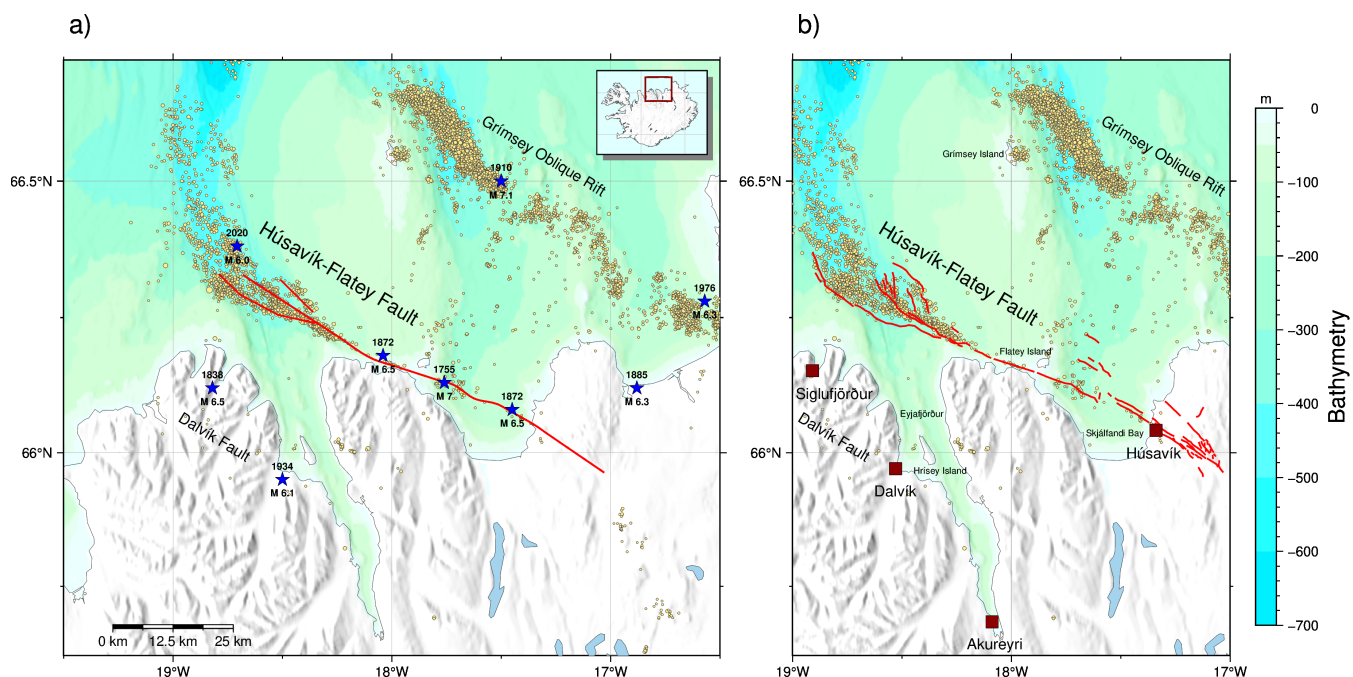 a)
b)
Grímsey Oblique Rift
1910
M 7.1
66.5°N
2020
M 6.0
Húsavík-Flatey Fault
1976
M 6.3
1872
M 6.5
1755
M 7
1872
M 6.5
1838
M 6.5
1885
M 6.3
Dalvík Fault
1934
M 6.1
66°N
0 km
12.5 km
25 km
19°W
18°W
17°W
Grímsey Island
Grímsey Oblique Rift
66.5°N
Húsavík-Flatey Fault
Flatey Island
Siglufjörður
Eyjafjörður
Dalvík Fault
Skjálfandi Bay
Húsavík
66°N
Hrísey Island
Dalvík
Akureyri
19°W
18°W
17°W
m
0
−100
−200
−300
−400
−500
−600
−700
Bathymetry